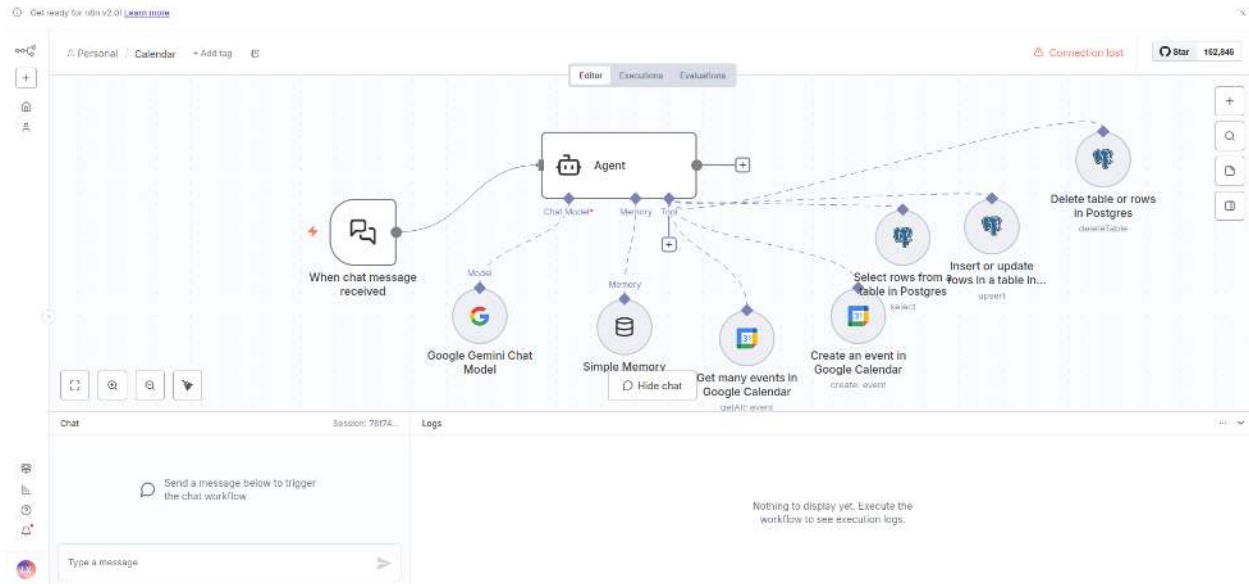 Get ready for n8n v2.0! Learn more
Personal / Calendar + Add tag
Connection lost
Star 162,846
Editor Executions Evaluations
Agent
Chat Model* Memory Tool
When chat message
received
Model
Google Gemini Chat
Model
Memory
Simple Memory
Get many events in
Google Calendar
getAll: event
Create an event in
Google Calendar
create: event
Select rows from a
table in Postgres
select
Insert or update
rows in a table in...
upsert
Delete table or rows
in Postgres
deleteTable
31
31
Hide chat
Chat
Session: 78f74...
Logs
Send a message below to trigger
the chat workflow
Nothing to display yet. Execute the
workflow to see execution logs.
Type a message